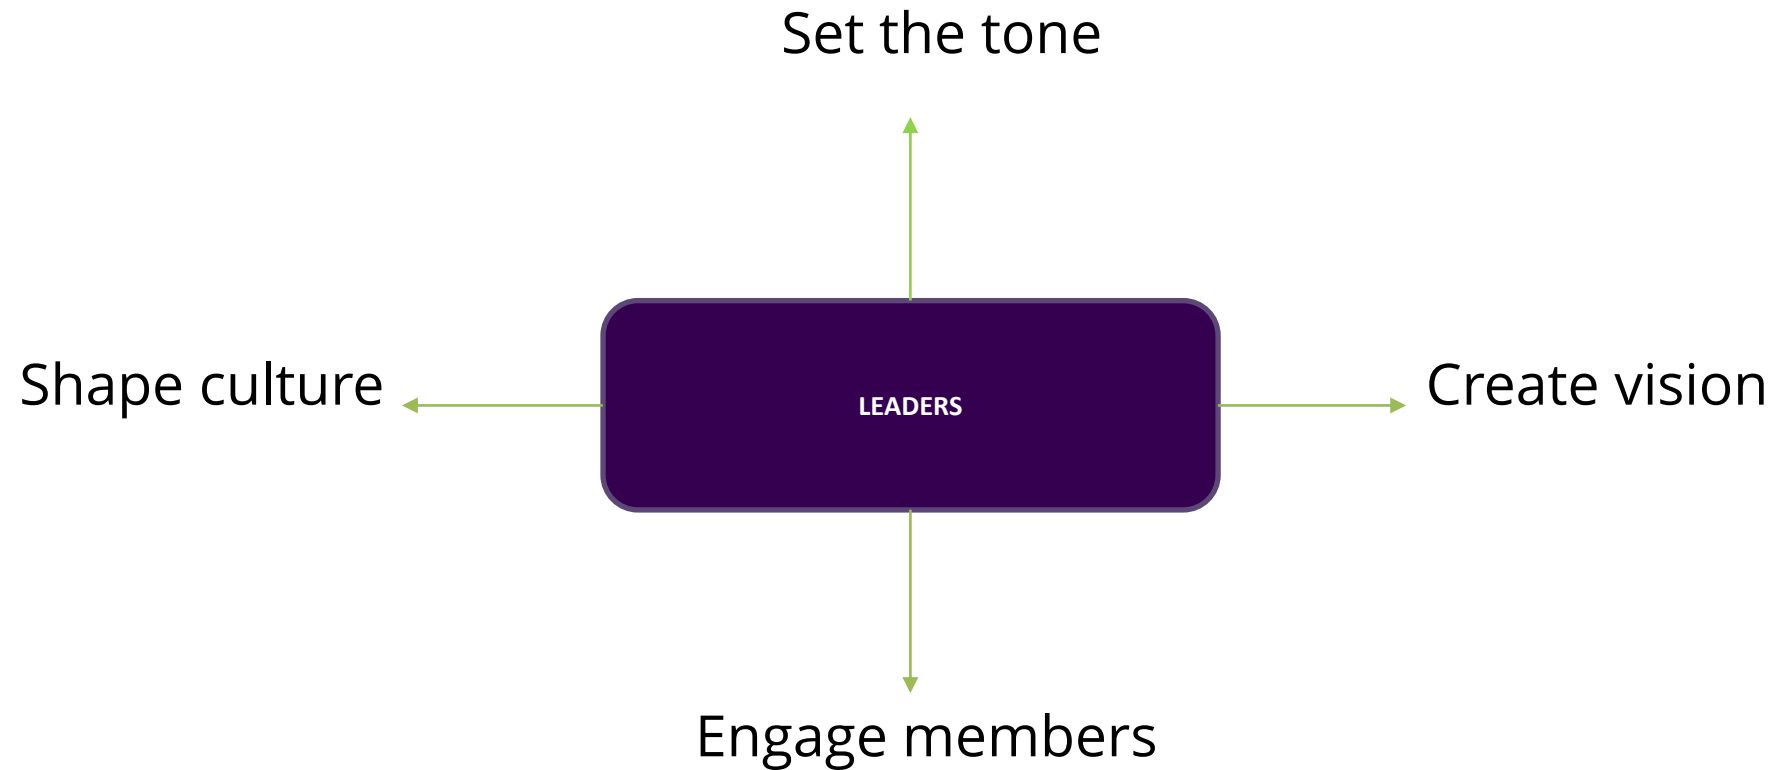 Set the tone
Shape culture
LEADERS
Create vision
Engage members